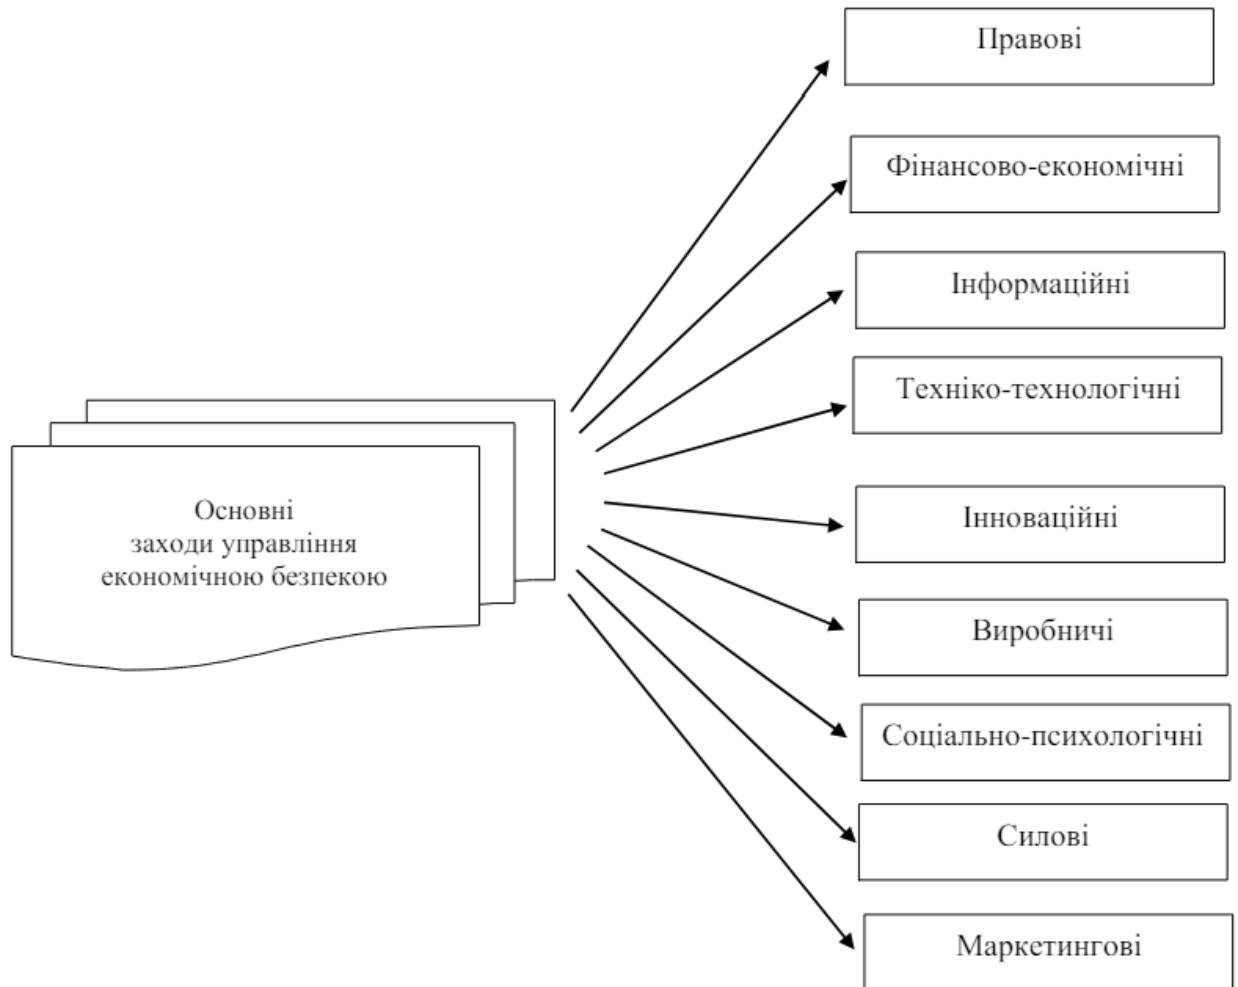 Правові
Фінансово-економічні
Інформаційні
Техніко-технологічні
Основні
заходи управління
економічною безпекою
Інноваційні
Виробничі
Соціально-психологічні
Силові
Маркетингові